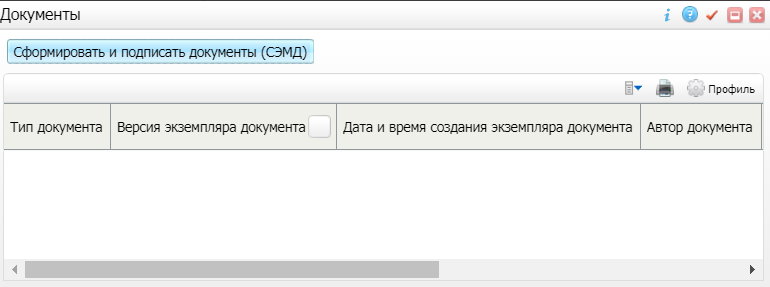 Документы
Сформировать и подписать документы (СЭМД)
Профиль
Тип документа Версия экземпляра документа Дата и время создания экземпляра документа Автор документа